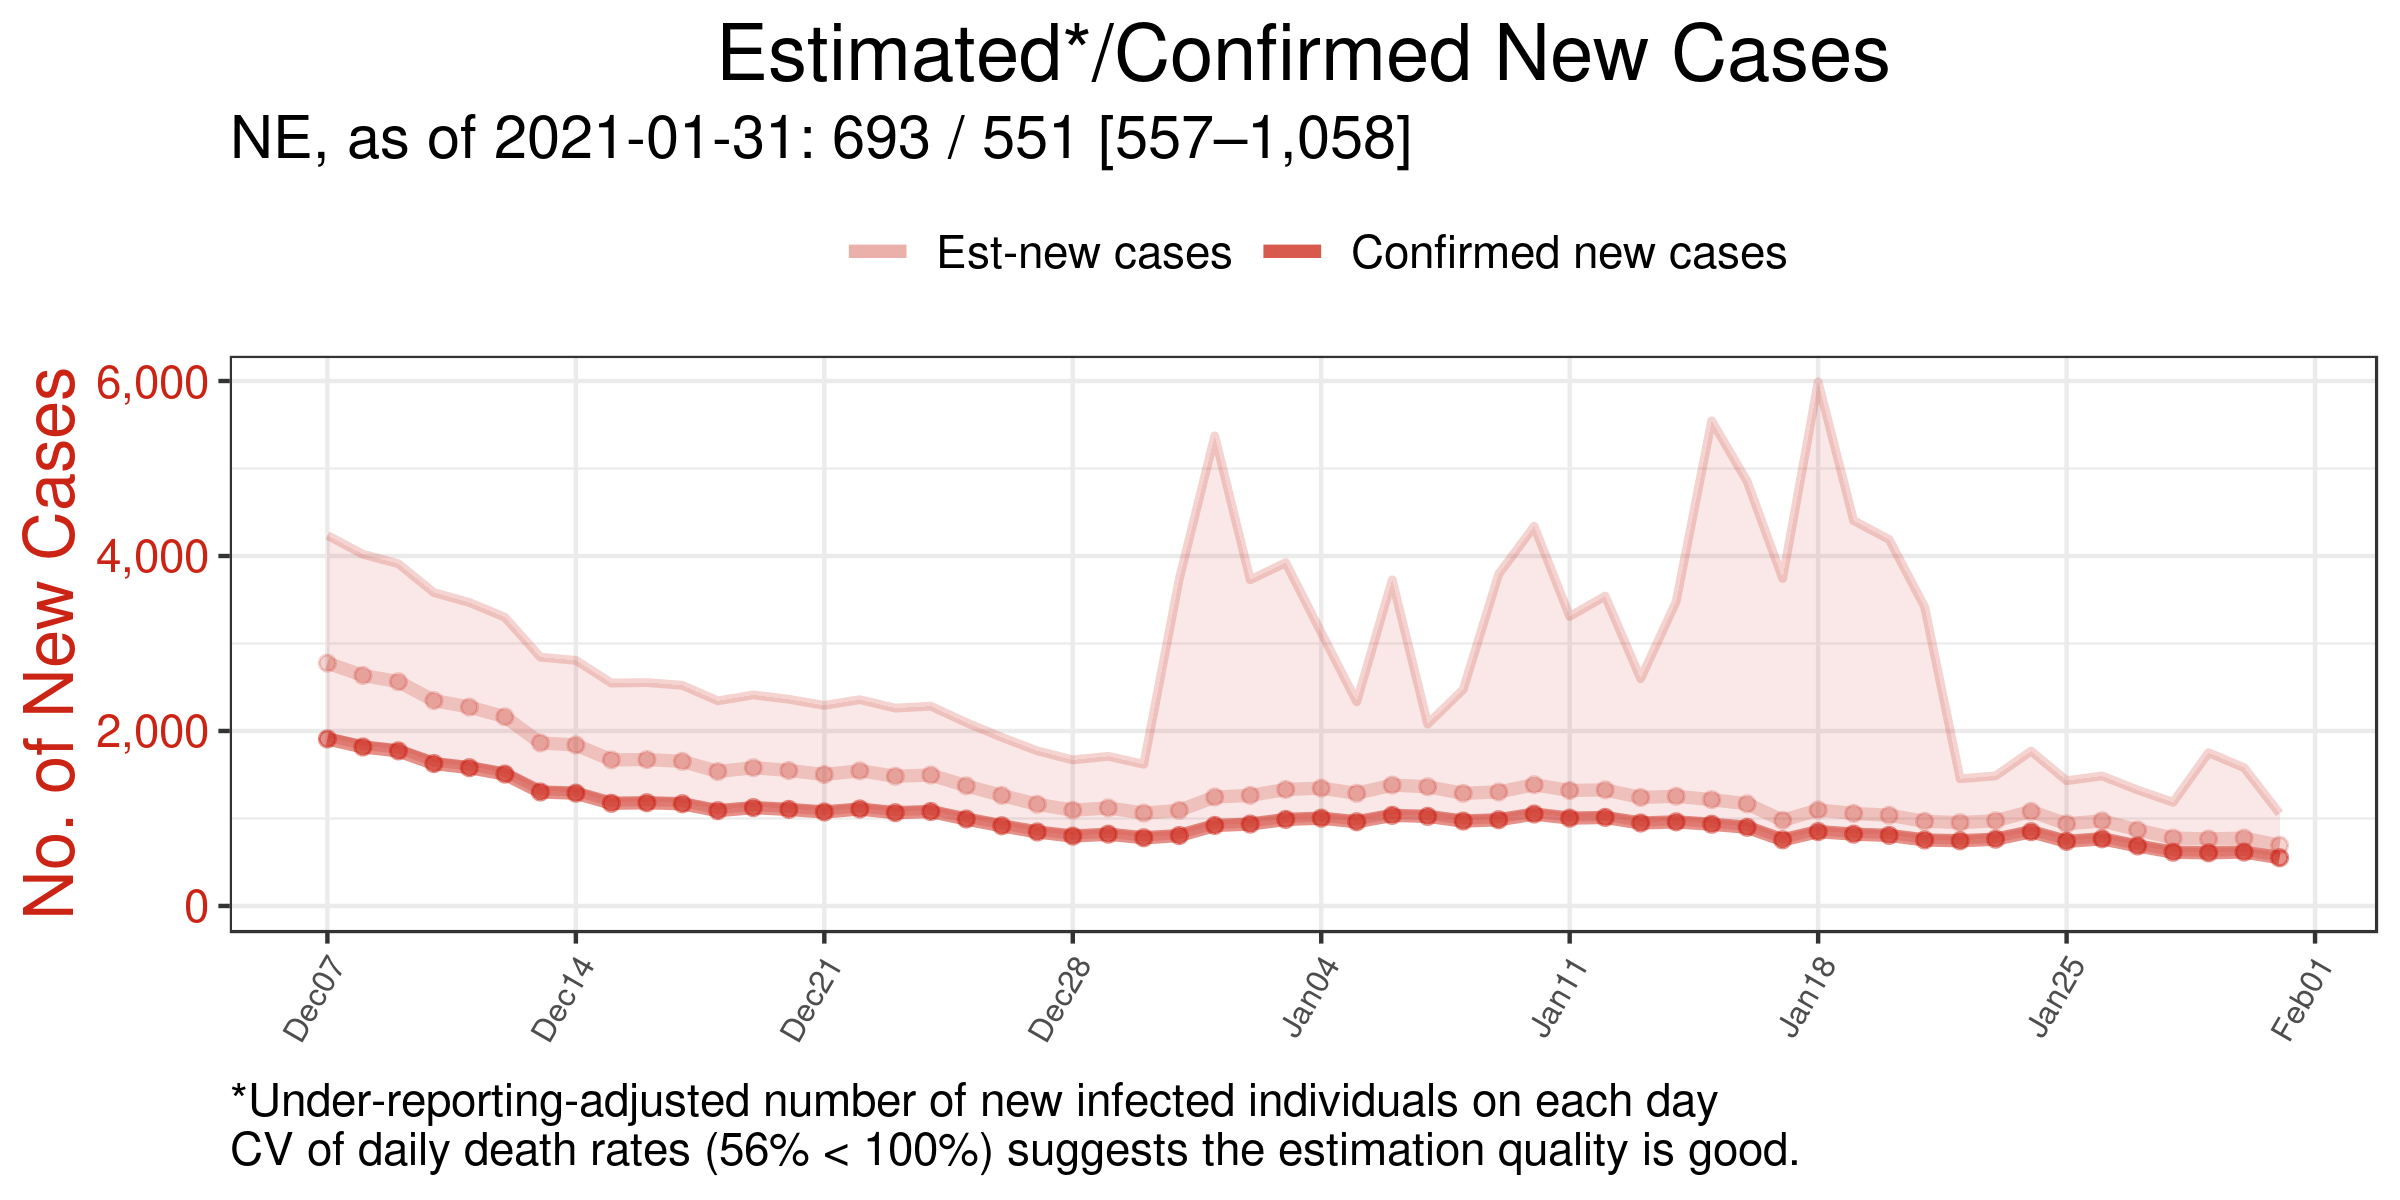 Estimated*/Confirmed New Cases
NE, as of 2021-01-31: 693 / 551 [557–1,058]
Est-new cases
Confirmed new cases
No. of New Cases
6,000
4,000
2,000
0
Dec07
Dec14
Dec21
Dec28
Jan04
Jan11
Jan18
Jan25
Feb01
*Under-reporting-adjusted number of new infected individuals on each day
CV of daily death rates (56% < 100%) suggests the estimation quality is good.